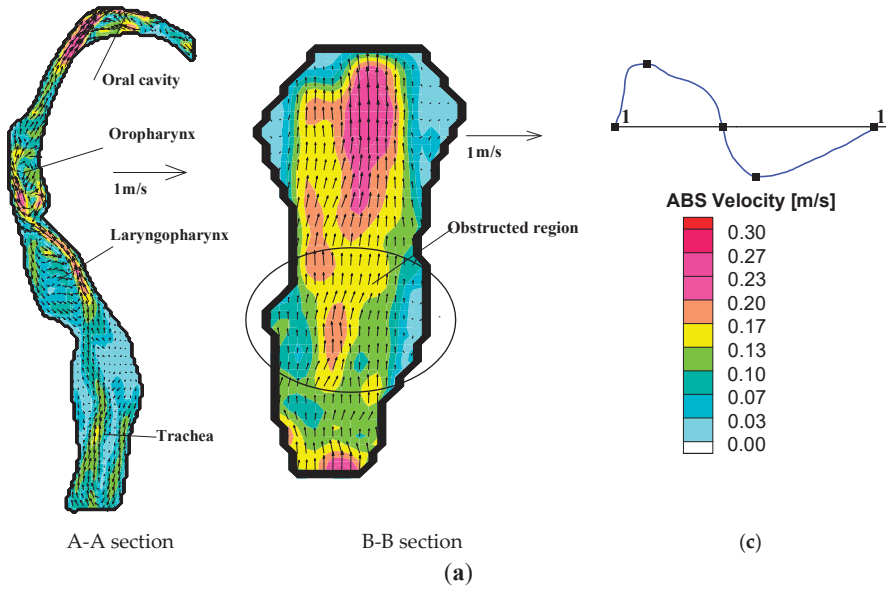 Oral cavity
Oropharynx
1m/s
Laryngopharynx
Trachea
A-A section
1m/s
Obstructed region
B-B section
(a)
1
1
ABS Velocity [m/s]
0.30
0.27
0.23
0.20
0.17
0.13
0.10
0.07
0.03
0.00
(c)